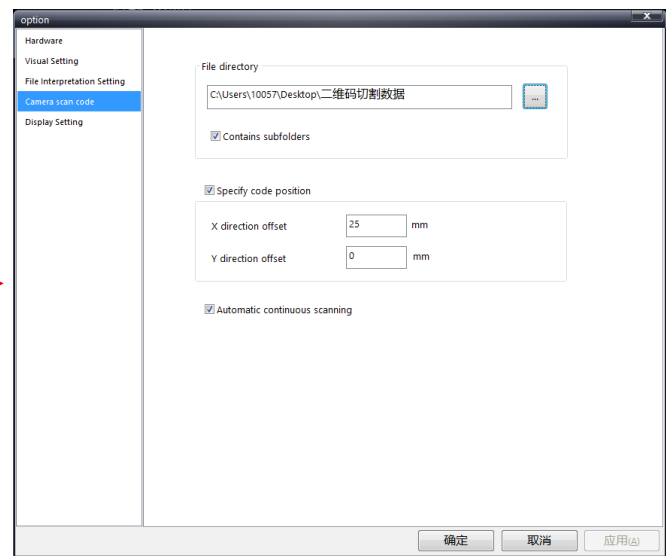 option
Hardware
Visual Setting
File Interpretation Setting
Camera scan code
Display Setting
File directory
C:\Users\10057\Desktop\二维码切割数据
...
Contains subfolders
Specify code position
X direction offset 25 mm
Y direction offset 0 mm
Automatic continuous scanning
确定 取消 应用(A)